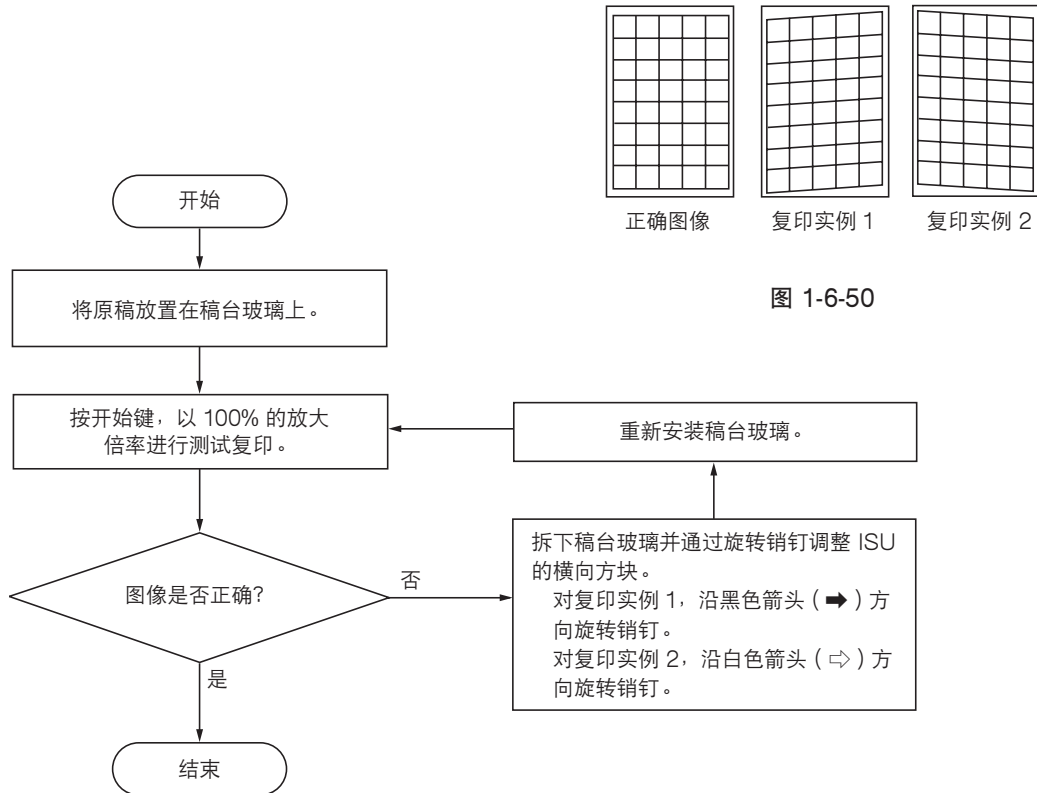 正确图像
复印实例 1
复印实例 2
图 1-6-50
开始
将原稿放置在稿台玻璃上。
按开始键，以 100% 的放大
倍率进行测试复印。
重新安装稿台玻璃。
图像是否正确？
否
拆下稿台玻璃并通过旋转销钉调整 ISU
的横向方块。
对复印实例 1，沿黑色箭头（➡）方
向旋转销钉。
对复印实例 2，沿白色箭头（⇨）方
向旋转销钉。
是
结束